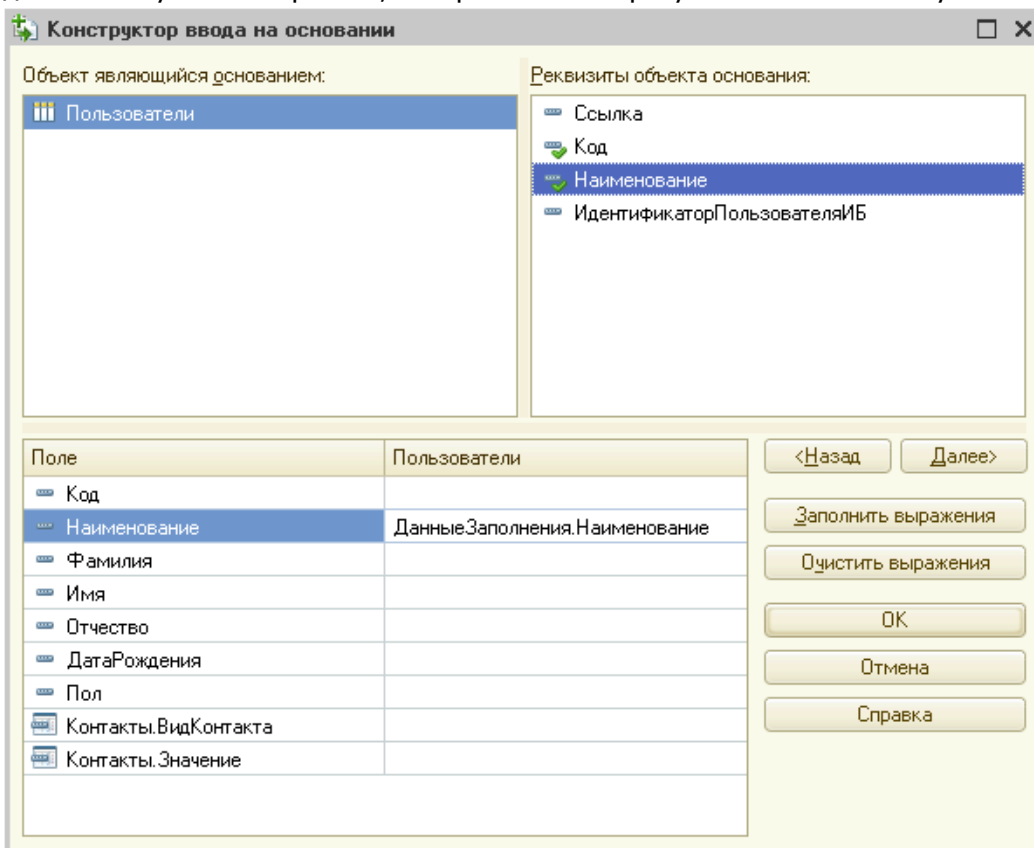 Конструктор ввода на основании
Объект являющийся основанием:
Реквизиты объекта основания:
Пользователи
Ссылка
Код
Наименование
ИдентификаторПользователяИБ
Поле
Пользователи
Код
Наименование
ДанныеЗаполнения.Наименование
Фамилия
Имя
Отчество
ДатаРождения
Пол
Контакты.ВидКонтакта
Контакты.Значение
<Назад
Далее>
Заполнить выражения
Очистить выражения
ОК
Отмена
Справка